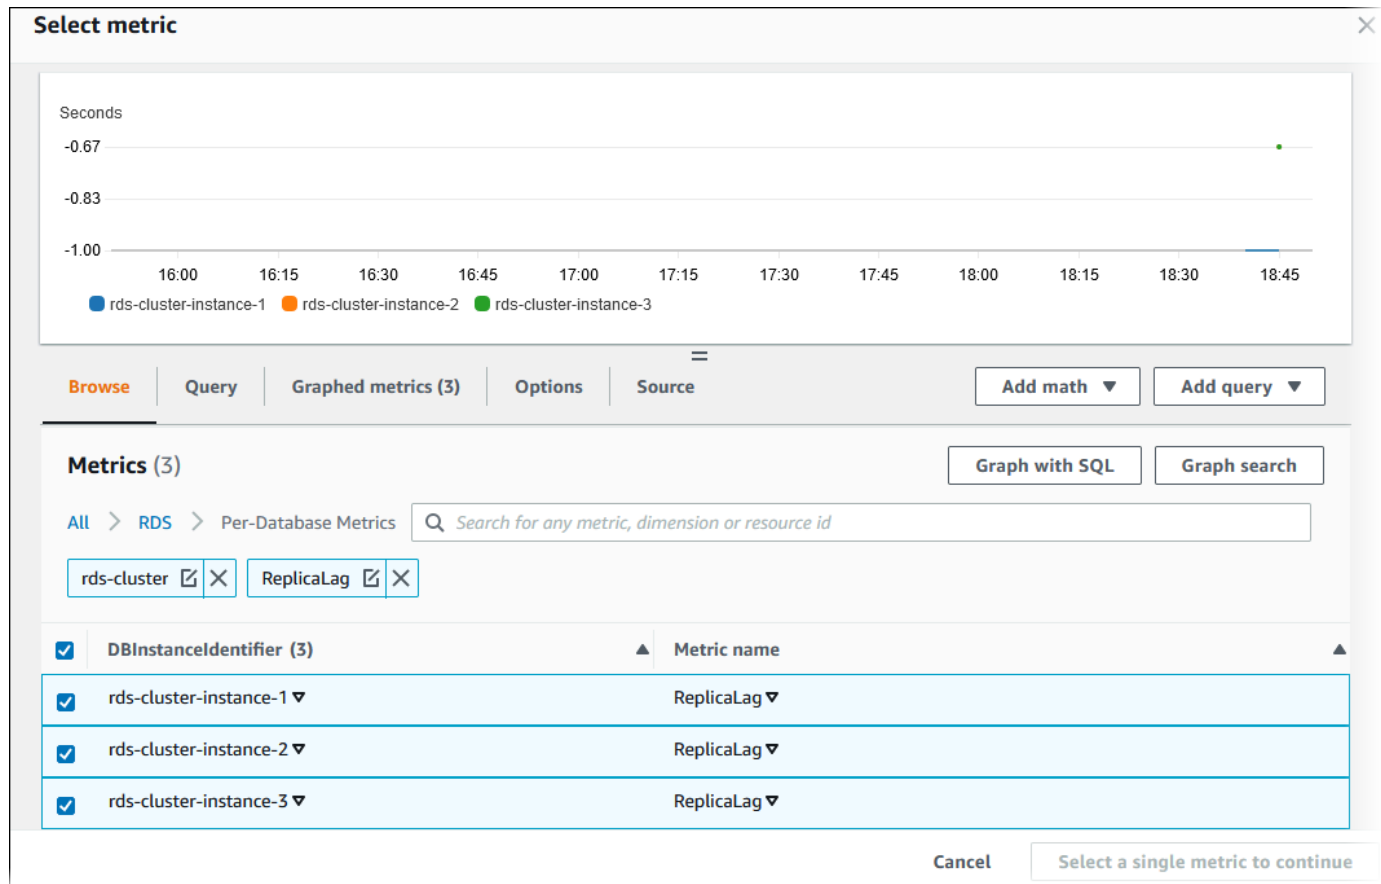 Select metric
Seconds
-0.67
-0.83
-1.00
16:00 16:15 16:30 16:45 17:00 17:15 17:30 17:45 18:00 18:15 18:30 18:45
rds-cluster-instance-1 rds-cluster-instance-2 rds-cluster-instance-3
Browse Query Graphed metrics (3) Options Source Add math Add query
Metrics (3) Graph with SQL Graph search
All RDS Per-Database Metrics Search for any metric, dimension or resource id
rds-cluster ReplicaLag
DBInstanceIdentifier (3) Metric name
rds-cluster-instance-1 ReplicaLag
rds-cluster-instance-2 ReplicaLag
rds-cluster-instance-3 ReplicaLag
Cancel Select a single metric to continue